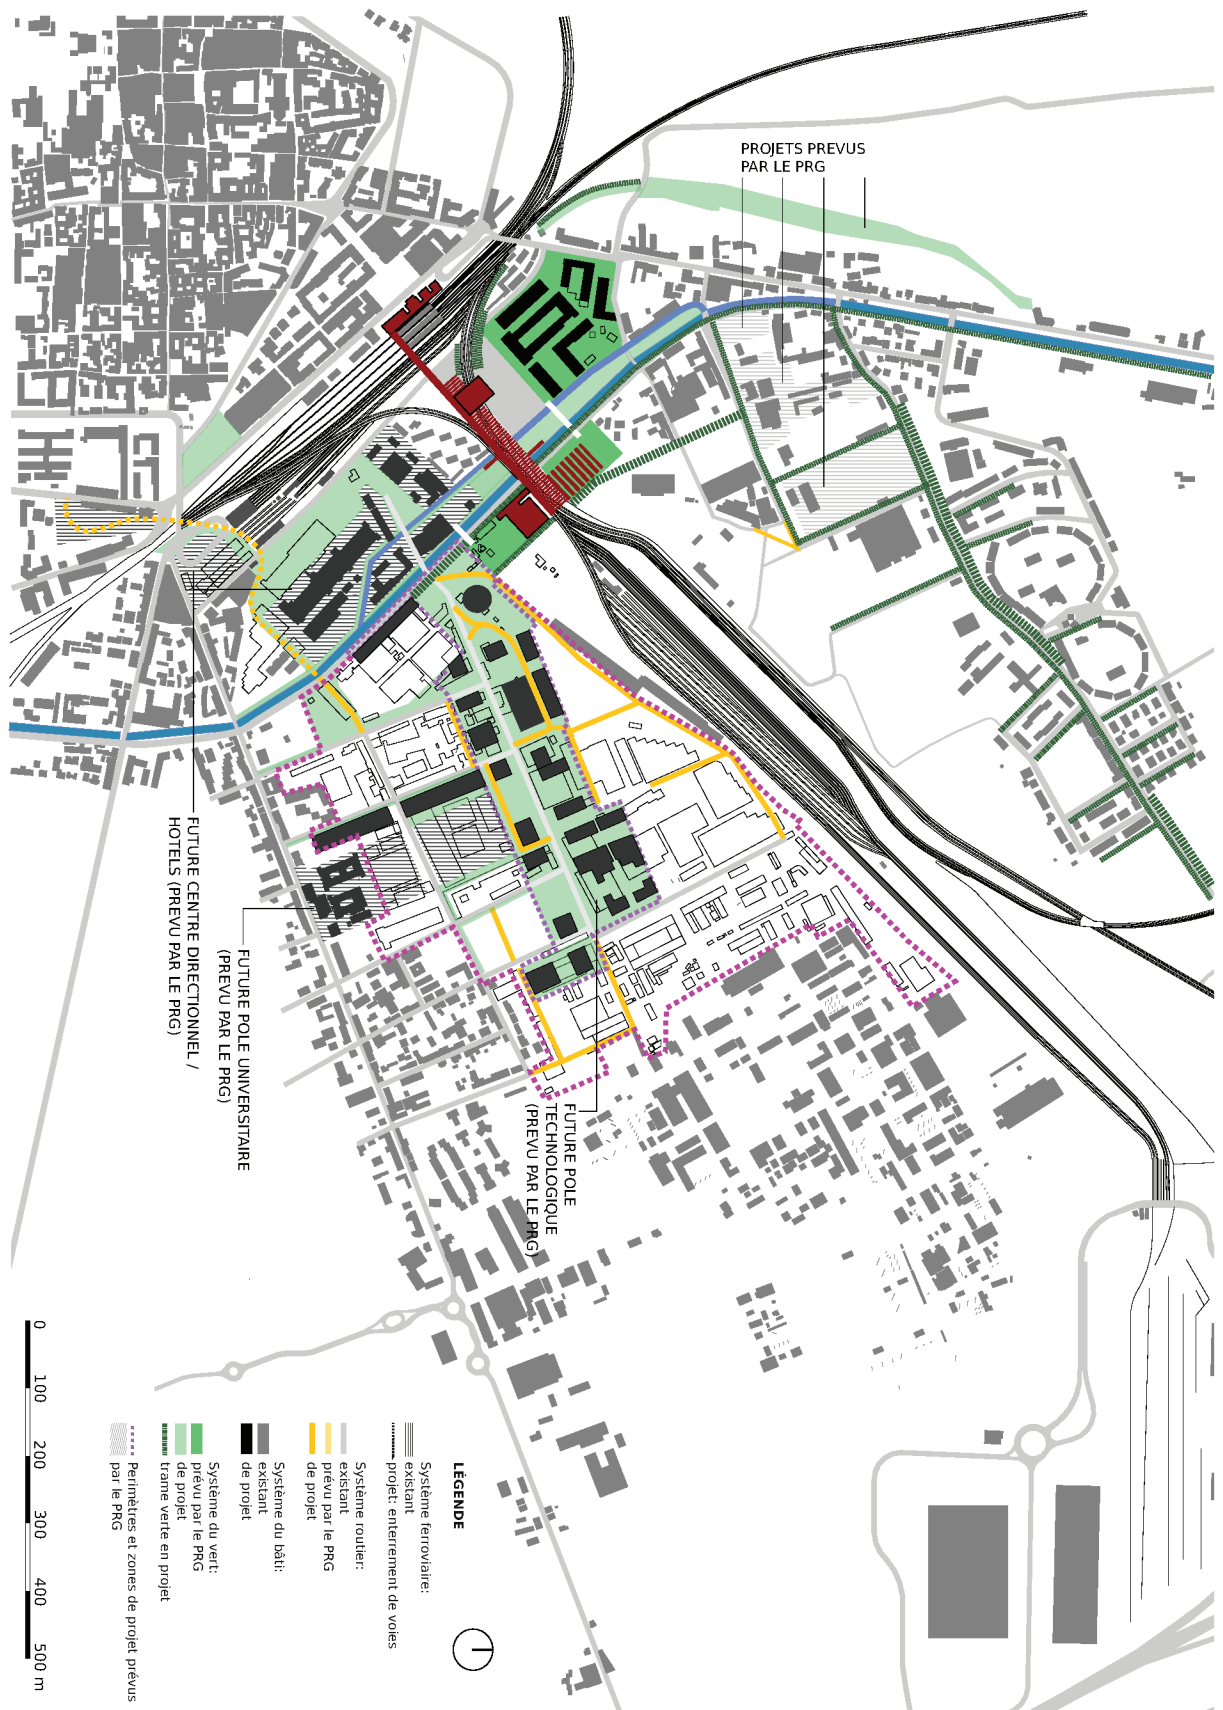 PROJETS PREVUS
PAR LE PRG
FUTURE CENTRE DIRECTIONNEL /
HOTELS (PREVU PAR LE PRG)
FUTURE POLE UNIVERSITAIRE
(PREVU PAR LE PRG)
FUTURE POLE
TECHNOLOGIQUE
(PREVU PAR LE PRG)
LÉGENDE
Système ferroviaire:
existant
projet: enterrement de voies
Système routier:
existant
prévu par le PRG
de projet
Système du bâti:
existant
de projet
Système du vert:
prévu par le PRG
de projet
trame verte en projet
Perimètres et zones de projet prévus
par le PRG
0 100 200 300 400 500 m